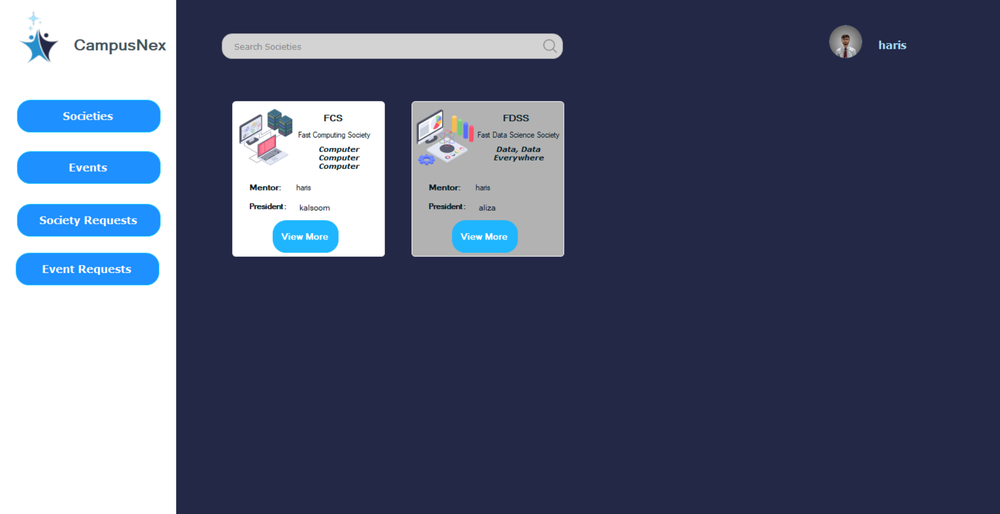 CampusNex
Search Societies
haris
Societies
Events
Society Requests
Event Requests
FCS
Fast Computing Society
Computer
Computer
Computer
Mentor: haris
President: kalsoom
View More
FDSS
Fast Data Science Society
Data, Data
Everywhere
Mentor: haris
President: aliza
View More